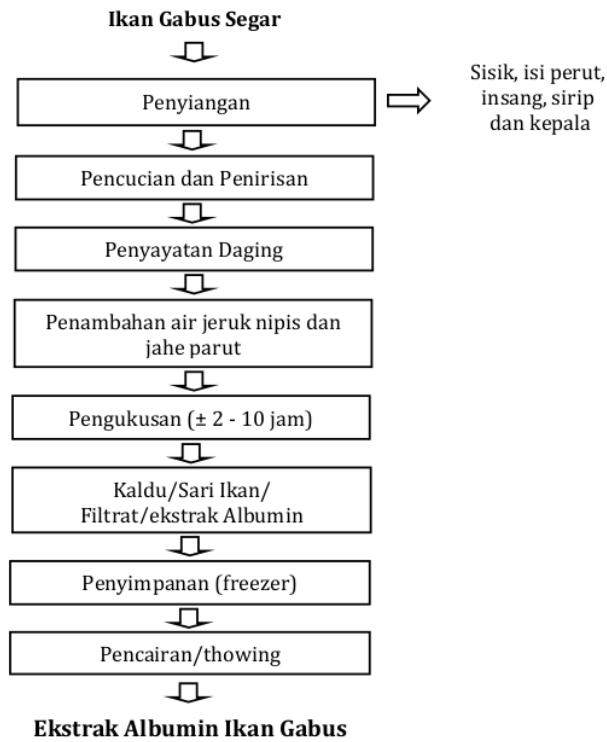 Ikan Gabus Segar
Penyiangan
Sisik, isi perut,
insang, sirip
dan kepala
Pencucian dan Penirisan
Penyayatan Daging
Penambahan air jeruk nipis dan
jahe parut
Pengukusan (± 2 - 10 jam)
Kaldu/Sari Ikan/
Filtrat/ekstrak Albumin
Penyimpanan (freezer)
Pencairan/thowing
Ekstrak Albumin Ikan Gabus